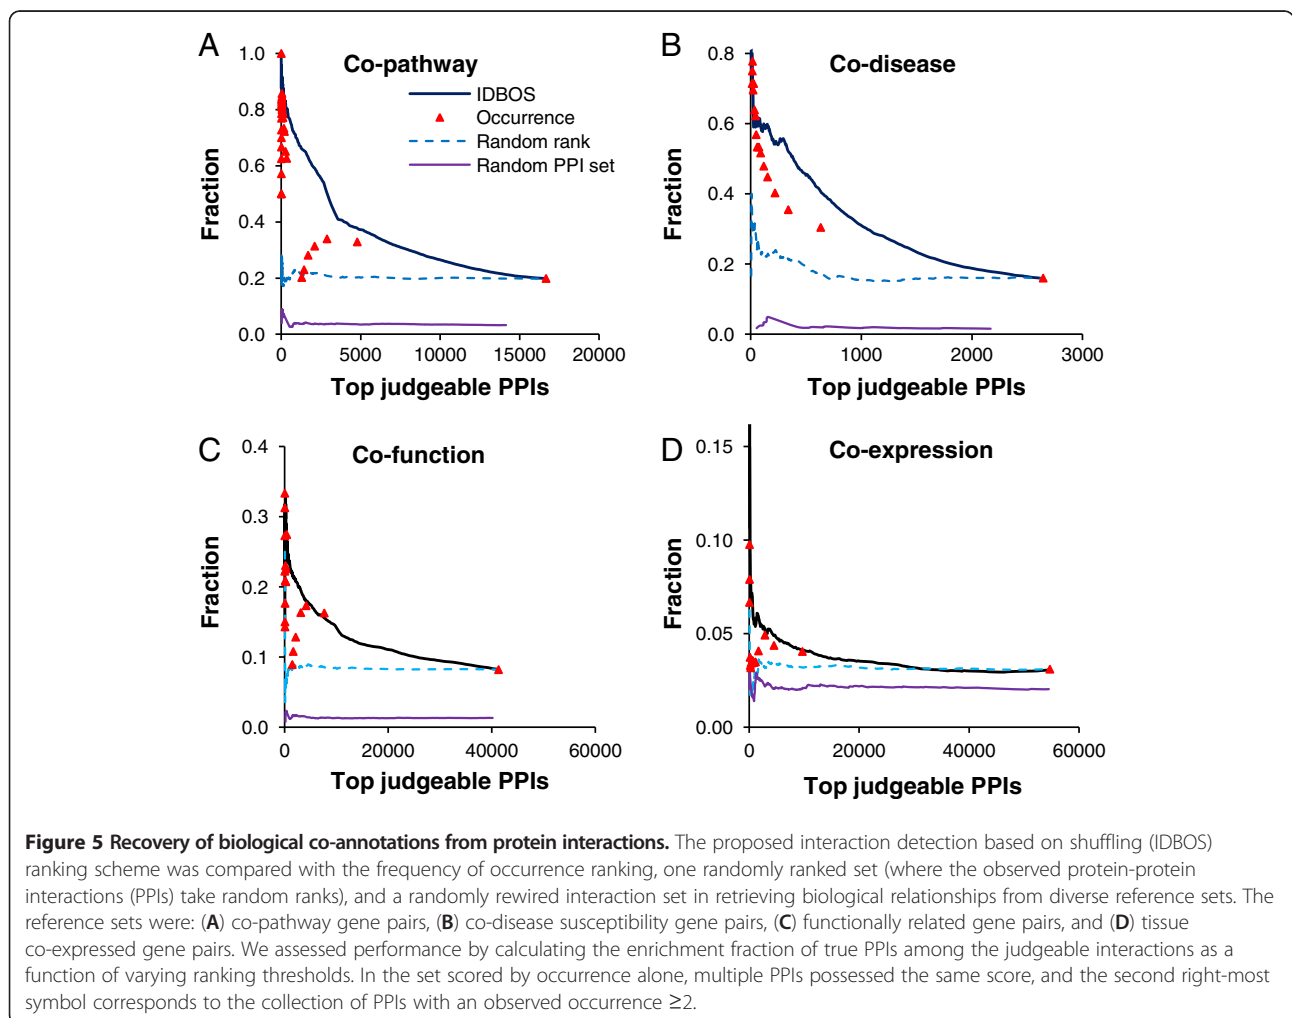 A
Co-pathway
IDBOS
Occurrence
Random rank
Random PPI set
Fraction
1.0
0.8
0.6
0.4
0.2
0.0
0 5000 10000 15000 20000
Top judgeable PPIs
B
Co-disease
Fraction
0.8
0.6
0.4
0.2
0.0
0 1000 2000 3000
Top judgeable PPIs
C
Co-function
Fraction
0.4
0.3
0.2
0.1
0.0
0 20000 40000 60000
Top judgeable PPIs
D
Co-expression
Fraction
0.15
0.10
0.05
0.00
0 20000 40000 60000
Top judgeable PPIs
Figure 5 Recovery of biological co-annotations from protein interactions. The proposed interaction detection based on shuffling (IDBOS)
ranking scheme was compared with the frequency of occurrence ranking, one randomly ranked set (where the observed protein-protein
interactions (PPIs) take random ranks), and a randomly rewired interaction set in retrieving biological relationships from diverse reference sets. The
reference sets were: (A) co-pathway gene pairs, (B) co-disease susceptibility gene pairs, (C) functionally related gene pairs, and (D) tissue
co-expressed gene pairs. We assessed performance by calculating the enrichment fraction of true PPIs among the judgeable interactions as a
function of varying ranking thresholds. In the set scored by occurrence alone, multiple PPIs possessed the same score, and the second right-most
symbol corresponds to the collection of PPIs with an observed occurrence ≥2.